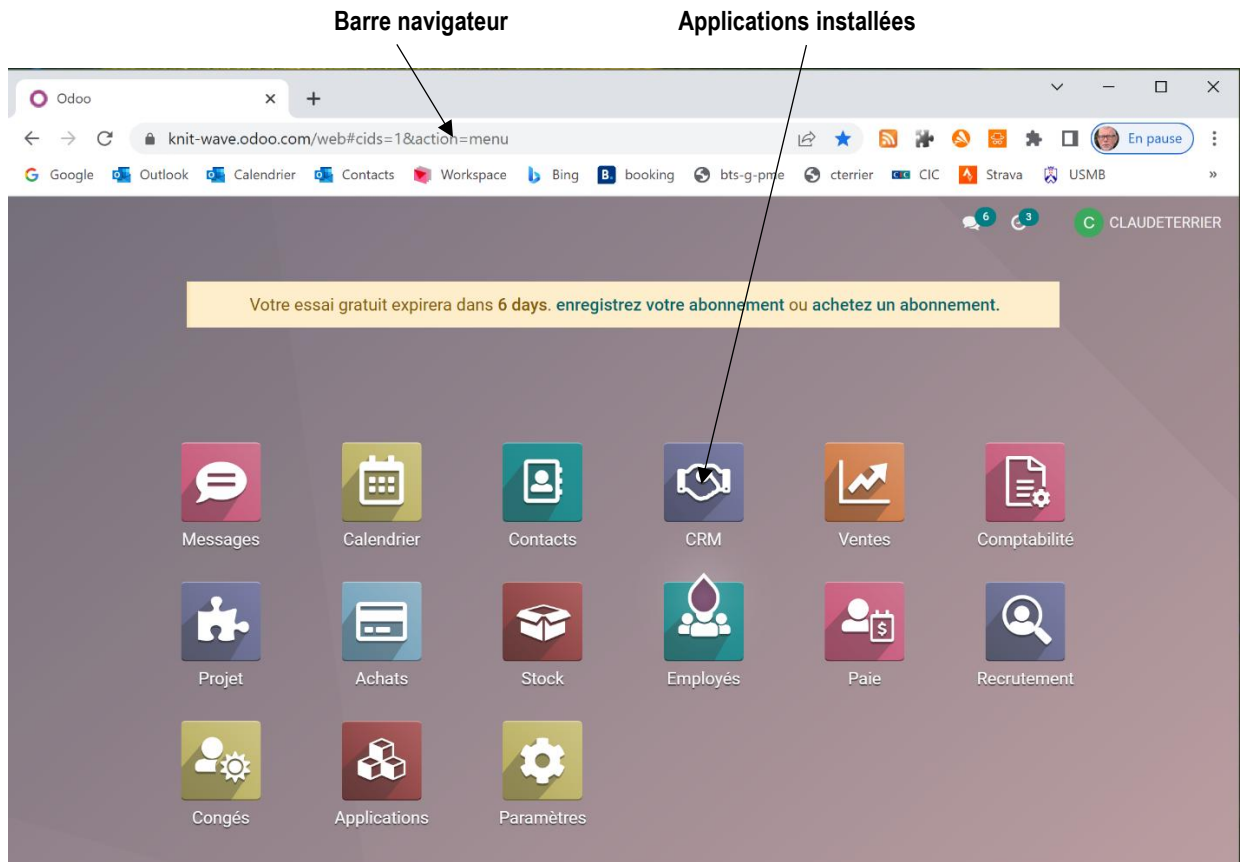 Barre navigateur
Applications installées
Odoo
knit-wave.odoo.com/web#cids=1&action=menu
En pause
Google Outlook Calendrier Contacts Workspace Bing B. booking bts-g-pme cterrier CIC Strava USMB »
6 3 C CLAUDETERRIER
Votre essai gratuit expirera dans 6 days. enregistrez votre abonnement ou achetez un abonnement.
Messages Calendrier Contacts CRM Ventes Comptabilité
Projet Achats Stock Employés Paie Recrutement
Congés Applications Paramètres